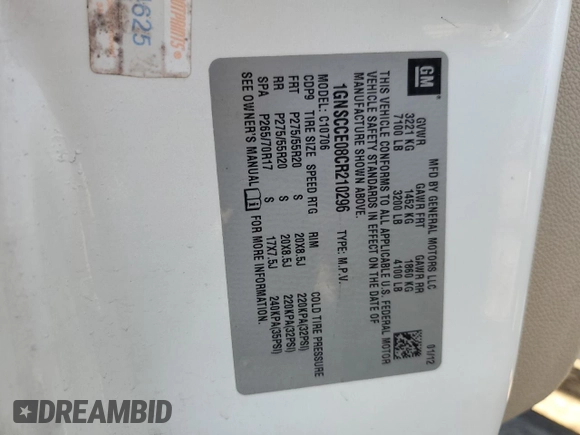 4625
GM
MFD BY GENERAL MOTORS LLC
01/12
GVWR GAWR FRT GAWR RR
3221 KG 1452 KG 1860 KG
7100 LB 3200 LB 4100 LB
THIS VEHICLE CONFORMS TO ALL APPLICABLE U.S. FEDERAL MOTOR
VEHICLE SAFETY STANDARDS IN EFFECT ON THE DATE OF
MANUFACTURE SHOWN ABOVE.
1GNSCCE08CR210296 TYPE: M.P.V.
MODEL: C10706
CDP9 TIRE SIZE SPEED RTG RIM COLD TIRE PRESSURE
FRT P275/55R20 S 20X8.5J 220KPA(32PSI)
RR P275/55R20 S 20X8.5J 220KPA(32PSI)
SPA P265/70R17 S 17X7.5J 240KPA(35PSI)
SEE OWNER'S MANUAL FOR MORE INFORMATION.
DREAMBID